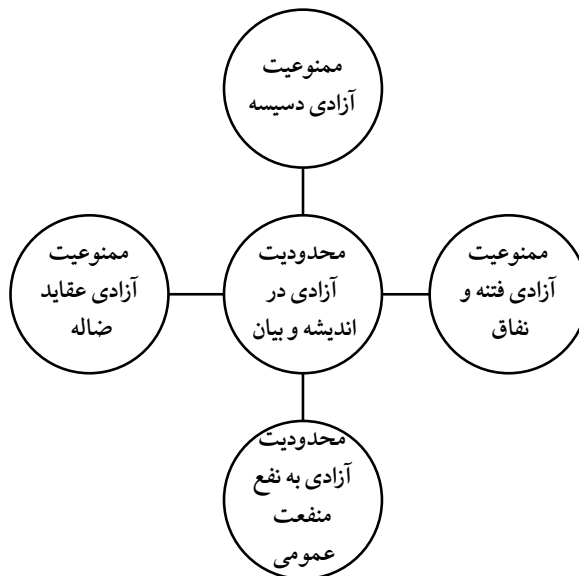 ممنوعیت
آزادی دسیسه
ممنوعیت
آزادی فتنه و
نفاق
محدودیت
آزادی در
اندیشه و بیان
ممنوعیت
آزادی عقاید
ضاله
محدودیت
آزادی به نفع
منفعت
عمومی